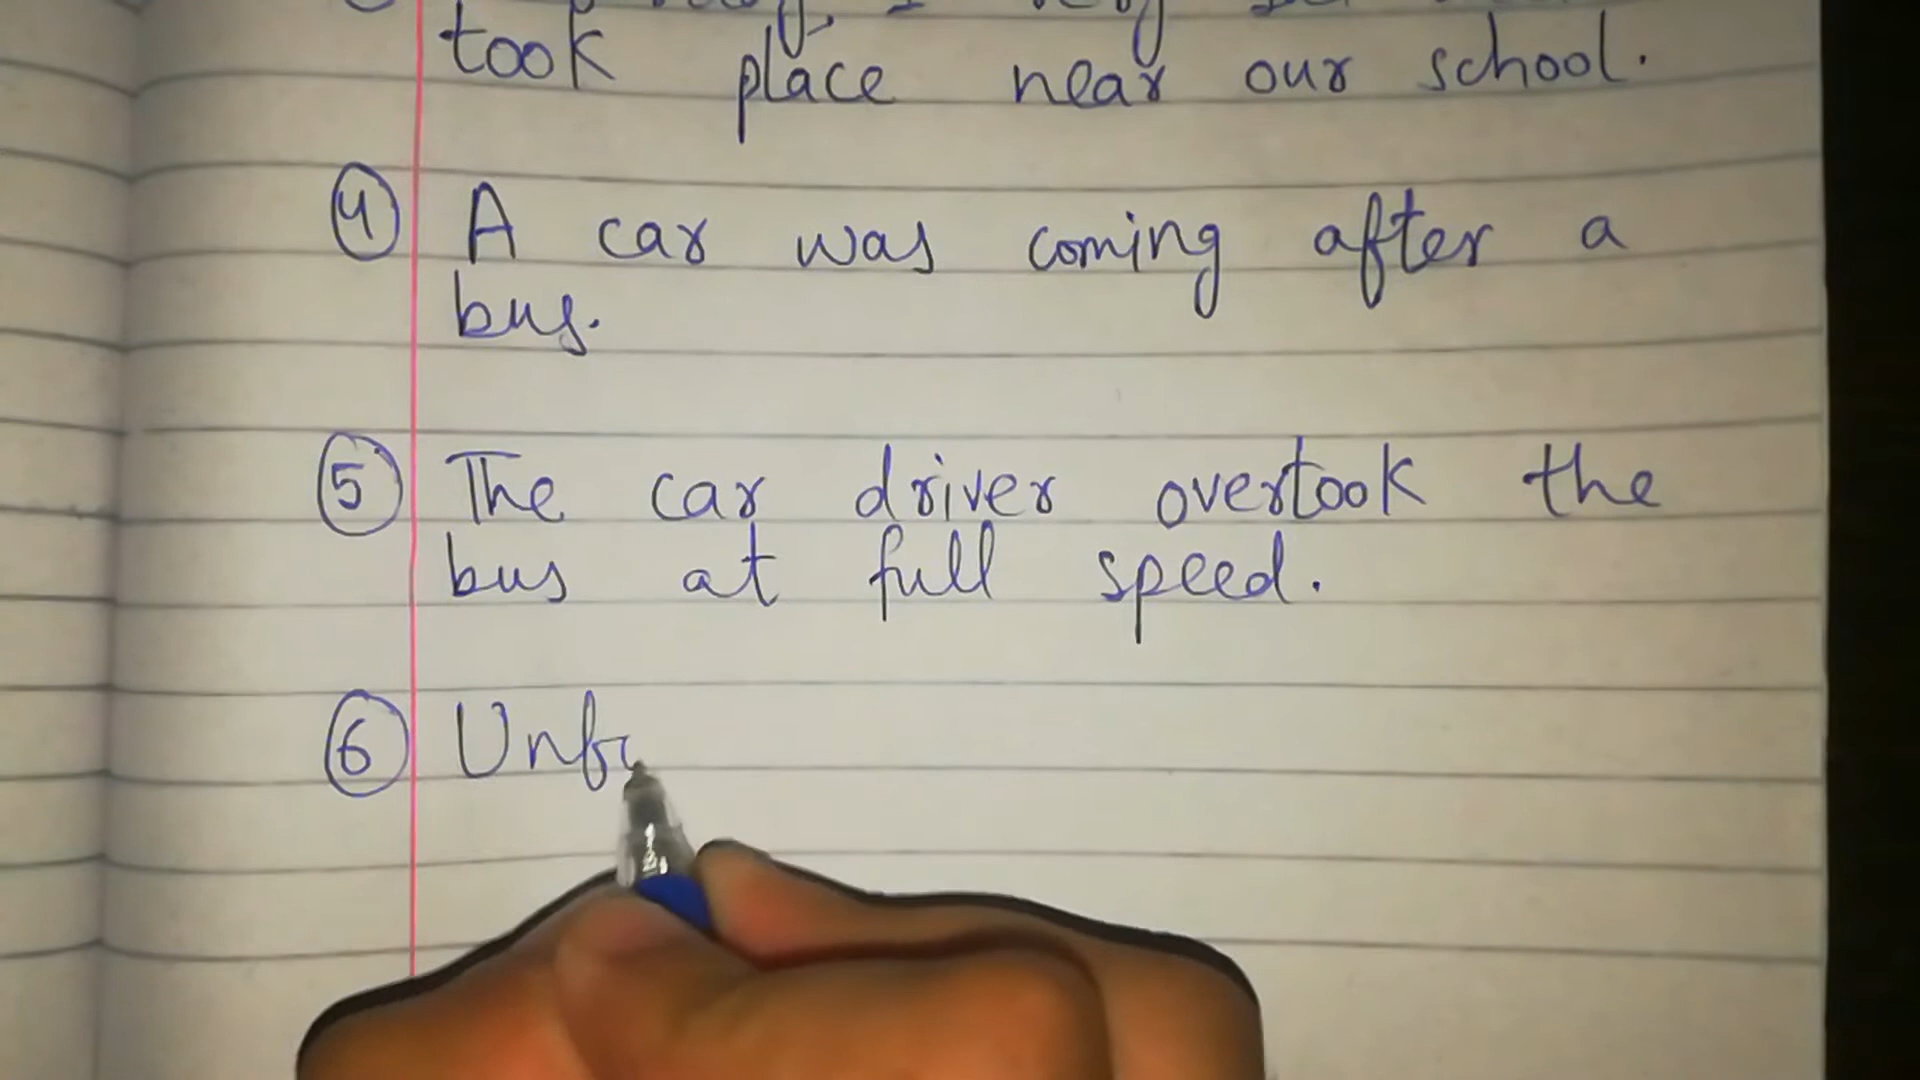 took place near our school.
4 A car was coming after a
bus.
5 The car driver overtook the
bus at full speed.
6 Unfo